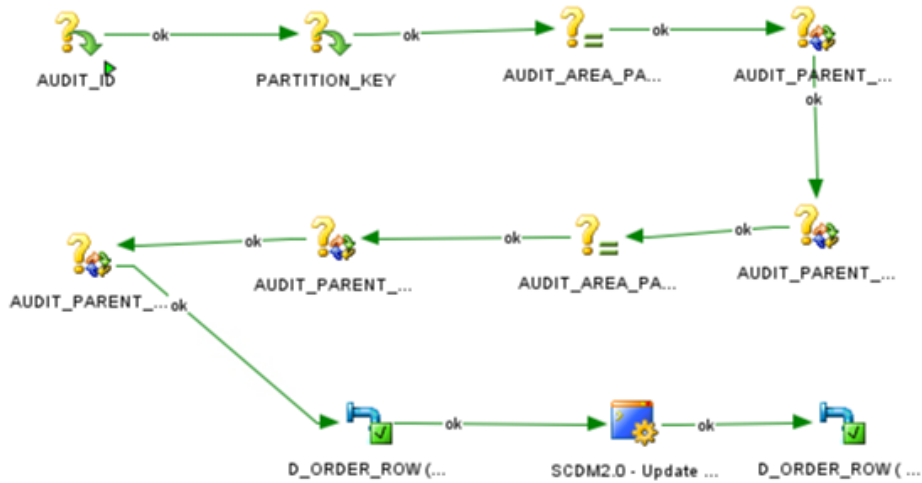 ok
ok
ok
AUDIT_ID
PARTITION_KEY
AUDIT_AREA_PA...
AUDIT_PARENT_...
ok
ok
ok
ok
AUDIT_PARENT_...
AUDIT_AREA_PA...
AUDIT_PARENT_...
AUDIT_PARENT_...
ok
ok
ok
D_ORDER_ROW (...
SCDM2.0 - Update ...
D_ORDER_ROW ( ...